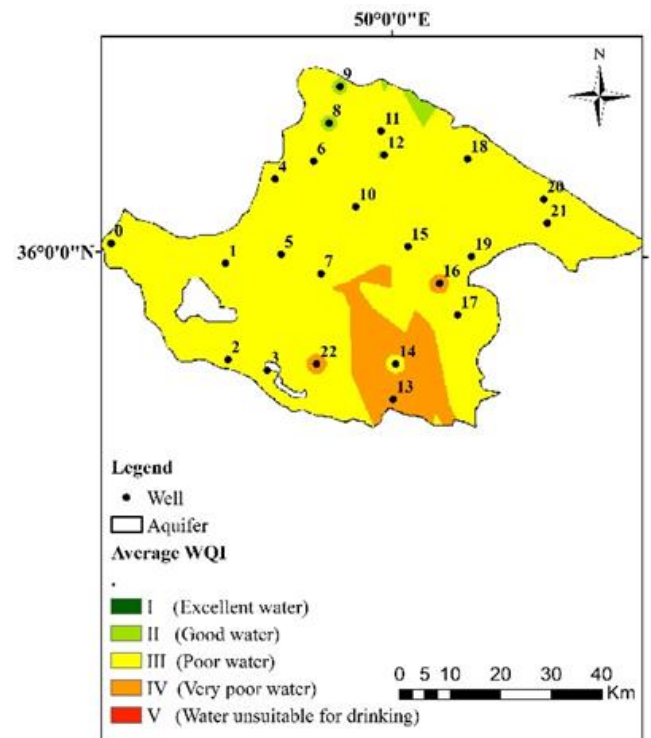 50°0'0"E
N
9
8
11
12
6
18
4
20
10
21
0
15
36°0'0"N
5
19
1
7
16
17
2
22
14
3
13
Legend
Well
Aquifer
Average WQI
.
I (Excellent water)
II (Good water)
III (Poor water)
IV (Very poor water)
V (Water unsuitable for drinking)
0 5 10 20 30 40
Km